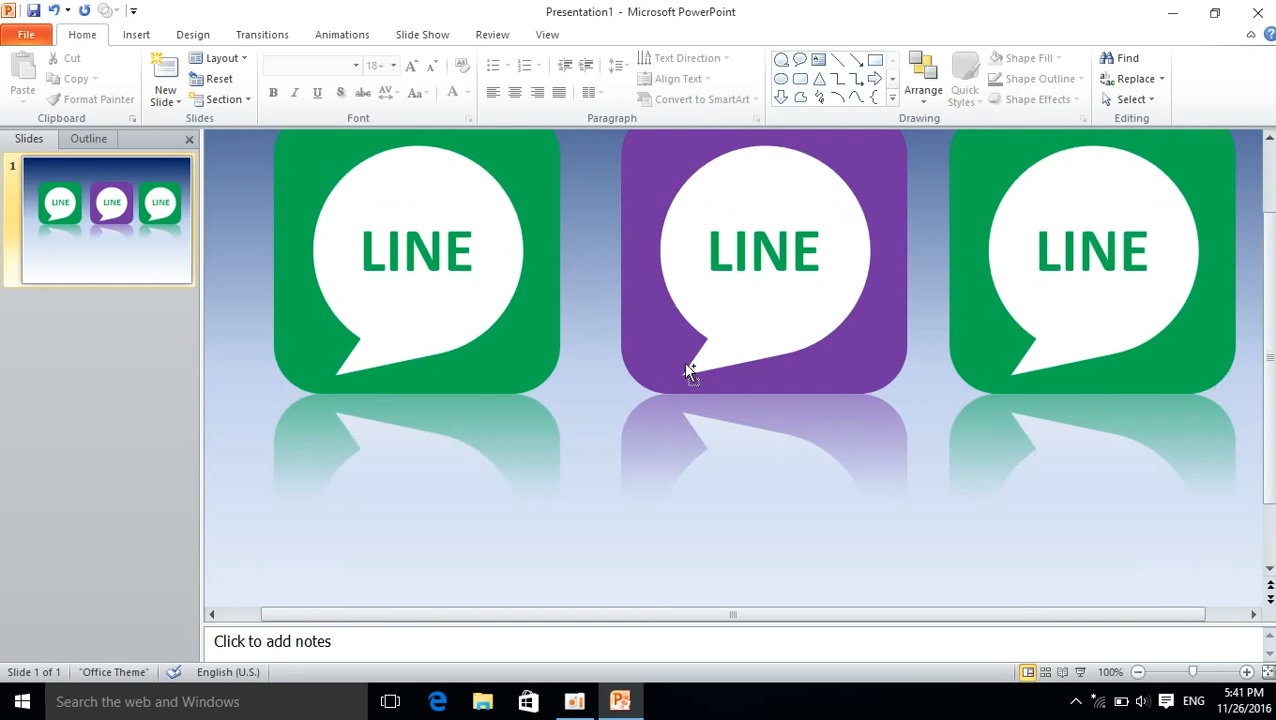 Presentation1 - Microsoft PowerPoint
File Home Insert Design Transitions Animations Slide Show Review View
Paste
Cut
Copy
Format Painter
Clipboard
New Slide
Layout
Reset
Section
Slides
18+
B I U S abc AV Aa A
Font
Text Direction
Align Text
Convert to SmartArt
Paragraph
Arrange
Quick Styles
Shape Fill
Shape Outline
Shape Effects
Drawing
Find
Replace
Select
Editing
Slides Outline
1
LINE LINE LINE
LINE LINE LINE
Click to add notes
Slide 1 of 1 "Office Theme" English (U.S.) 100%
Search the web and Windows
ENG
5:41 PM
11/26/2016